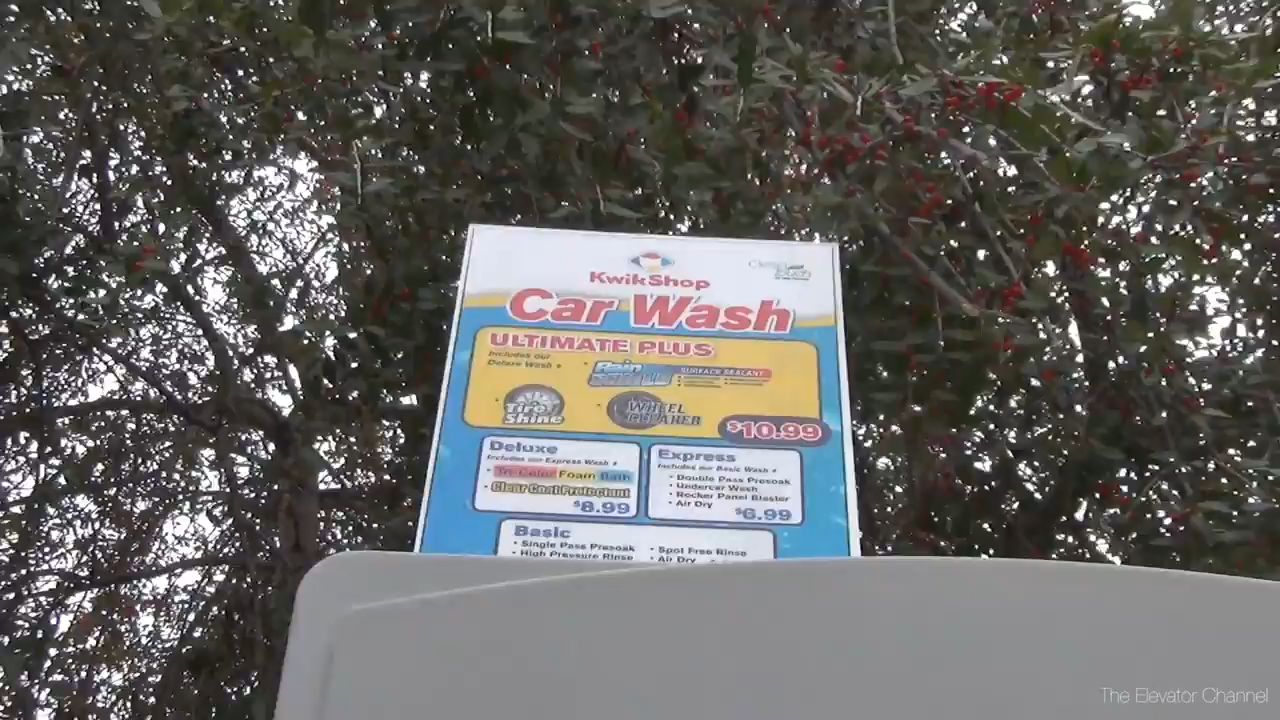 KwikShop
Car Wash
ULTIMATE PLUS
Includes our
Deluxe Wash +
• Rain
SURFACE SEALANT
• Tire
Shine
• WHEEL
CLEANER
$10.99
Deluxe
Includes our Express Wash +
• Tri-Color Foam Bath
• Clear Coat Protectant
$8.99
Express
Includes our Basic Wash +
• Double Pass Presoak
• Undercar Wash
• Rocker Panel Blaster
• Air Dry
$6.99
Basic
• Single Pass Presoak
• High Pressure Rinse
• Spot Free Rinse
• Air Dry
The Elevator Channel